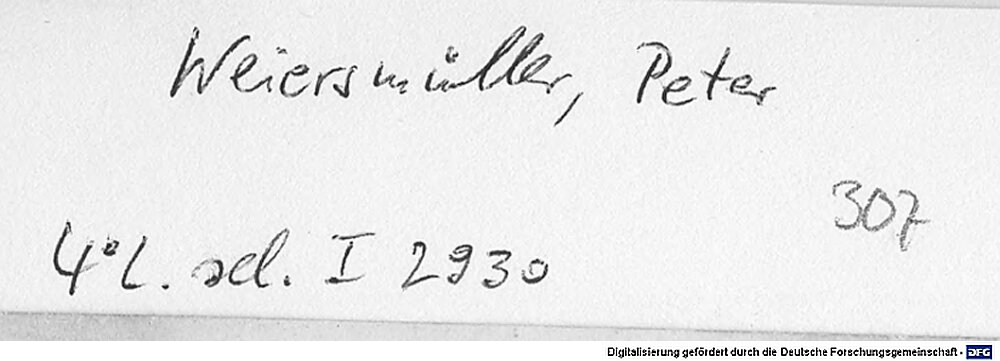 Weiersmüller, Peter
307
4° L. sel. I 2930
Digitalisierung gefördert durch die Deutsche Forschungsgemeinschaft - DFG